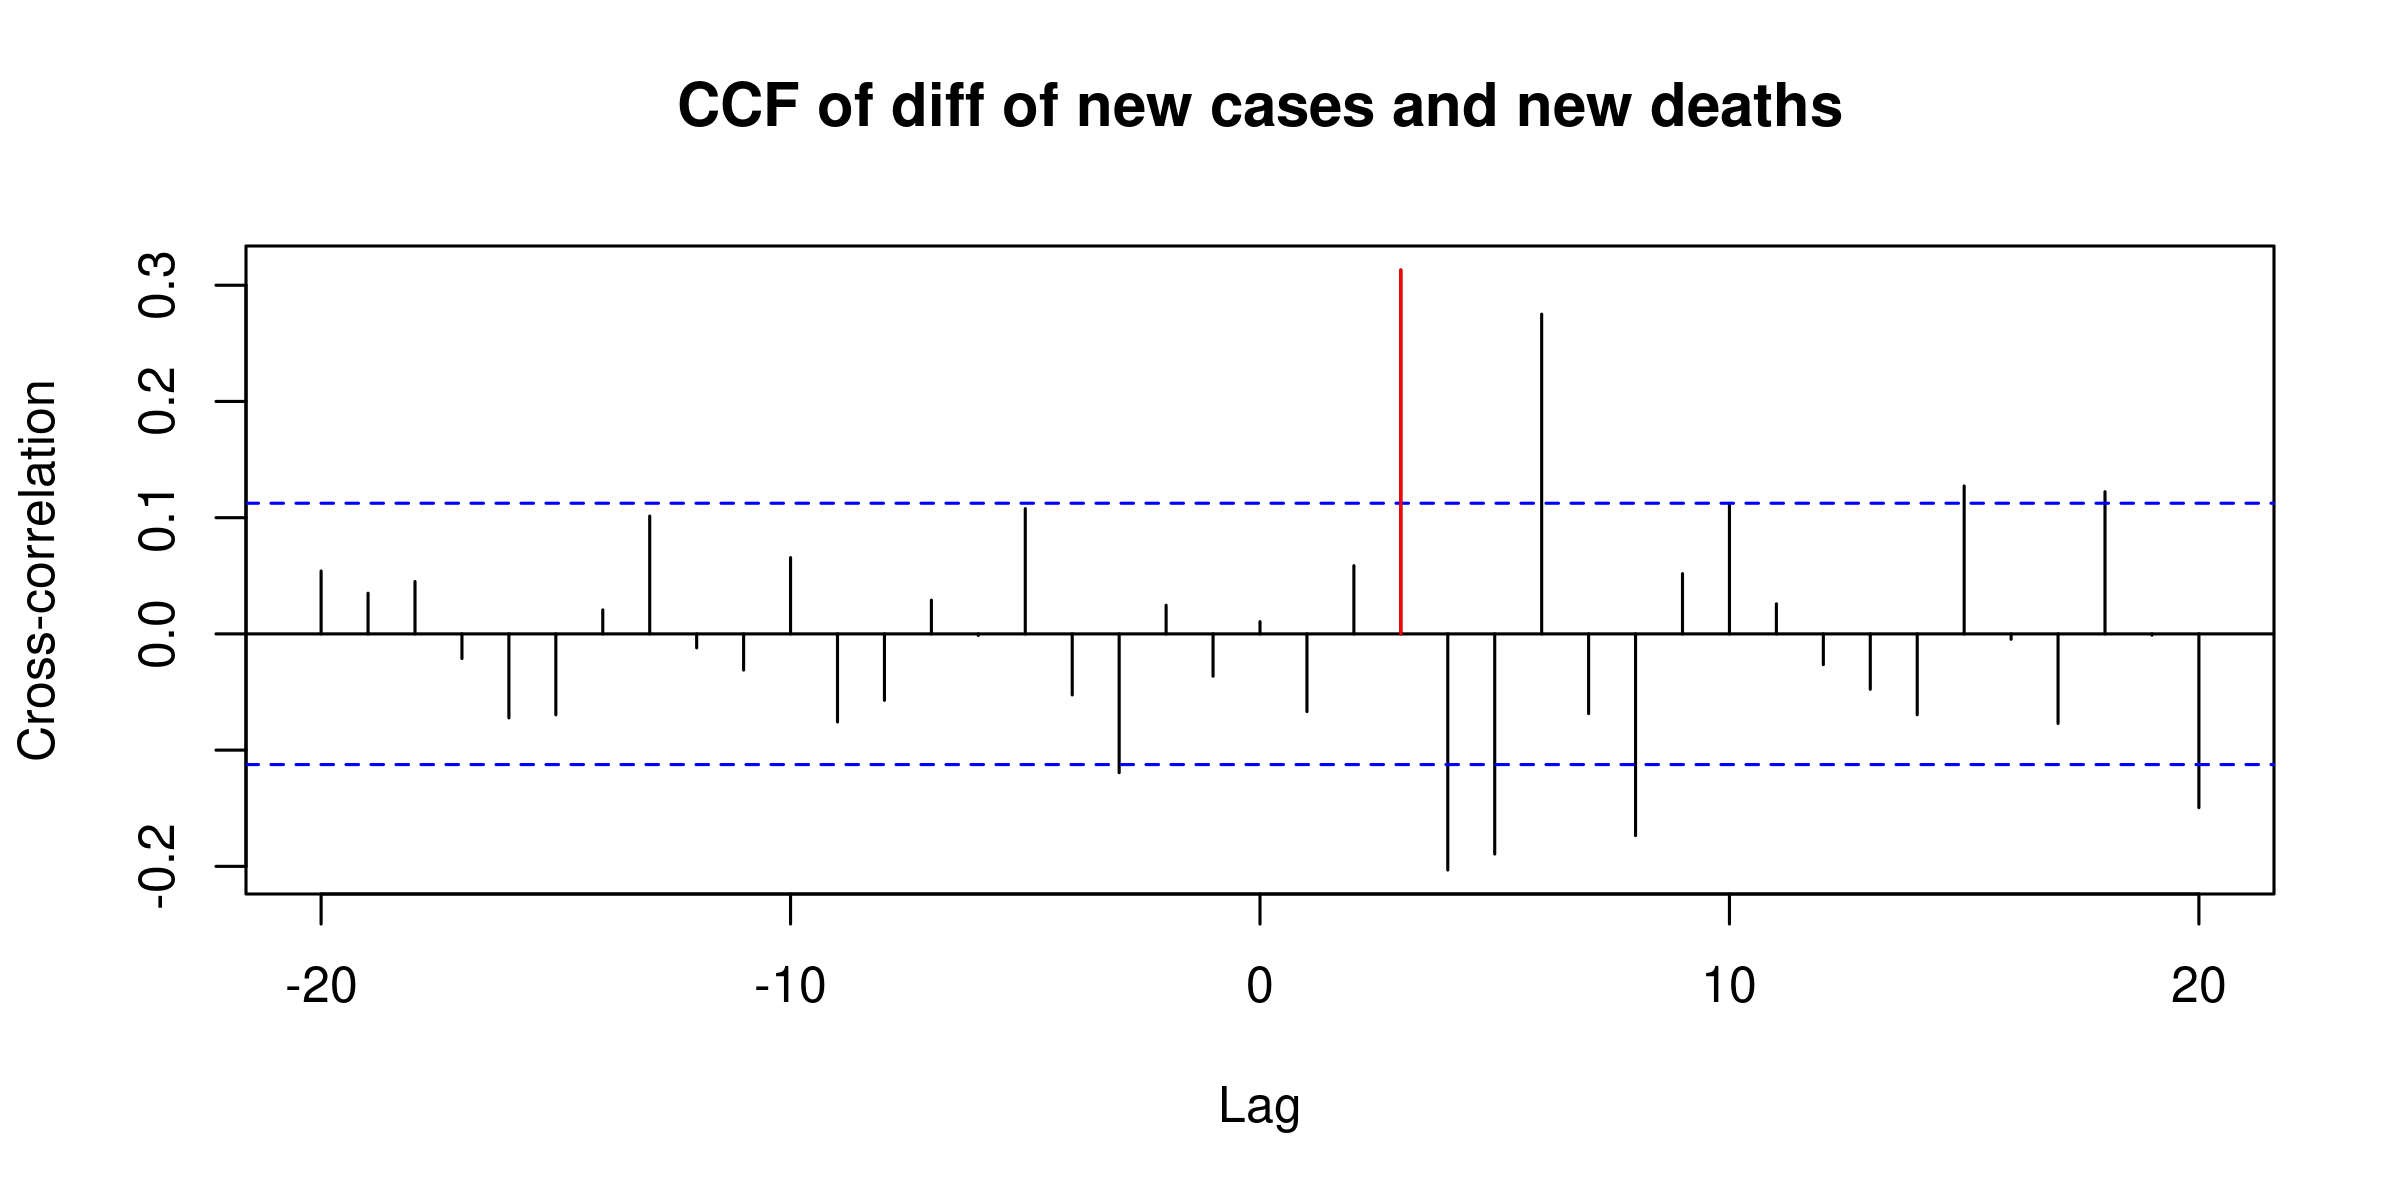 CCF of diff of new cases and new deaths
Cross-correlation
0.3
0.2
0.1
0.0
-0.2
-20 -10 0 10 20
Lag